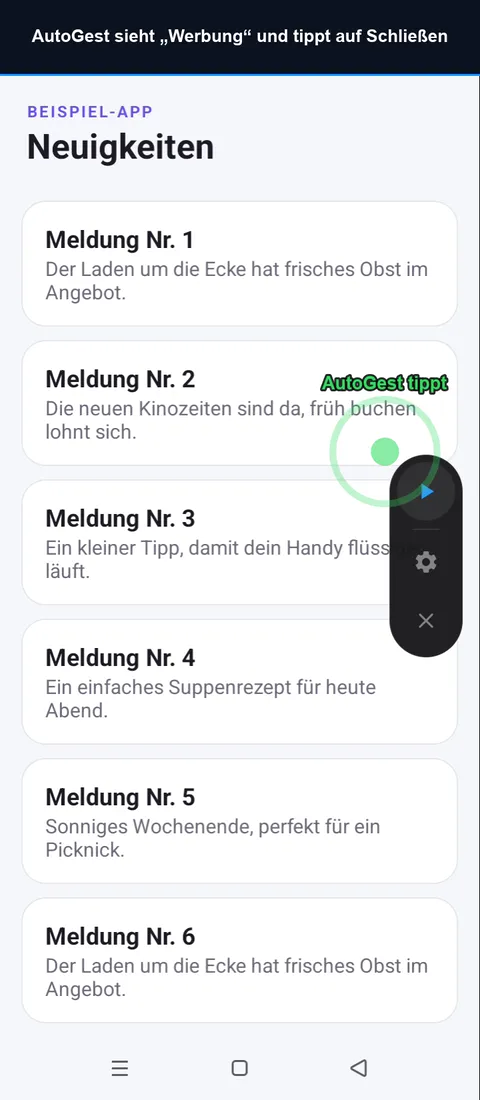 AutoGest sieht „Werbung“ und tippt auf Schließen
BEISPIEL-APP
Neuigkeiten
Meldung Nr. 1
Der Laden um die Ecke hat frisches Obst im
Angebot.
Meldung Nr. 2
AutoGest tippt
Die neuen Kinozeiten sind da, früh buchen
lohnt sich.
Meldung Nr. 3
Ein kleiner Tipp, damit dein Handy
läuft.
Meldung Nr. 4
Ein einfaches Suppenrezept für heute
Abend.
Meldung Nr. 5
Sonniges Wochenende, perfekt für ein
Picknick.
Meldung Nr. 6
Der Laden um die Ecke hat frisches Obst im
Angebot.